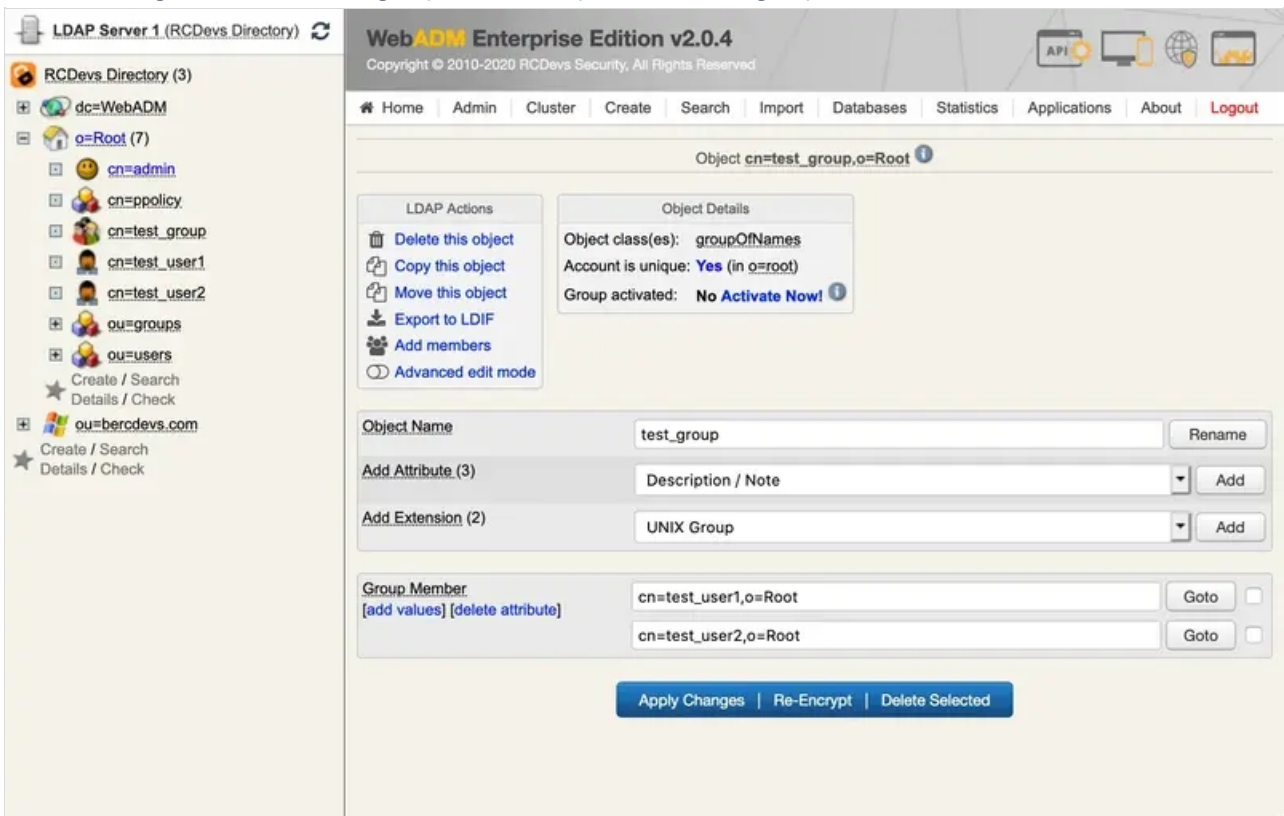 LDAP Server 1 (RCDevs Directory)
RCDevs Directory (3)
dc=WebADM
o=Root (7)
cn=admin
cn=ppolicy
cn=test_group
cn=test_user1
cn=test_user2
ou=groups
ou=users
Create / Search
Details / Check
ou=bercdevs.com
Create / Search
Details / Check
WebADM Enterprise Edition v2.0.4
Copyright © 2010-2020 RCDevs Security, All Rights Reserved
API
Home Admin Cluster Create Search Import Databases Statistics Applications About Logout
Object cn=test_group,o=Root
LDAP Actions
Delete this object
Copy this object
Move this object
Export to LDIF
Add members
Advanced edit mode
Object Details
Object class(es): groupOfNames
Account is unique: Yes (in o=root)
Group activated: No Activate Now!
Object Name test_group Rename
Add Attribute (3) Description / Note Add
Add Extension (2) UNIX Group Add
Group Member
[add values] [delete attribute]
cn=test_user1,o=Root Goto
cn=test_user2,o=Root Goto
Apply Changes | Re-Encrypt | Delete Selected